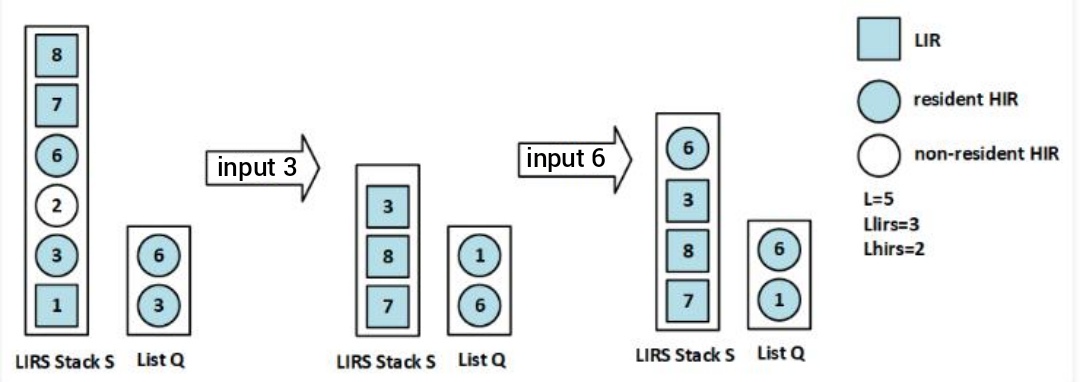 8
7
6
2
3
1
6
3
LIRS Stack S
List Q
input 3
3
8
7
1
6
LIRS Stack S
List Q
input 6
6
3
8
7
6
1
LIRS Stack S
List Q
LIR
resident HIR
non-resident HIR
L=5
Llirs=3
Lhirs=2